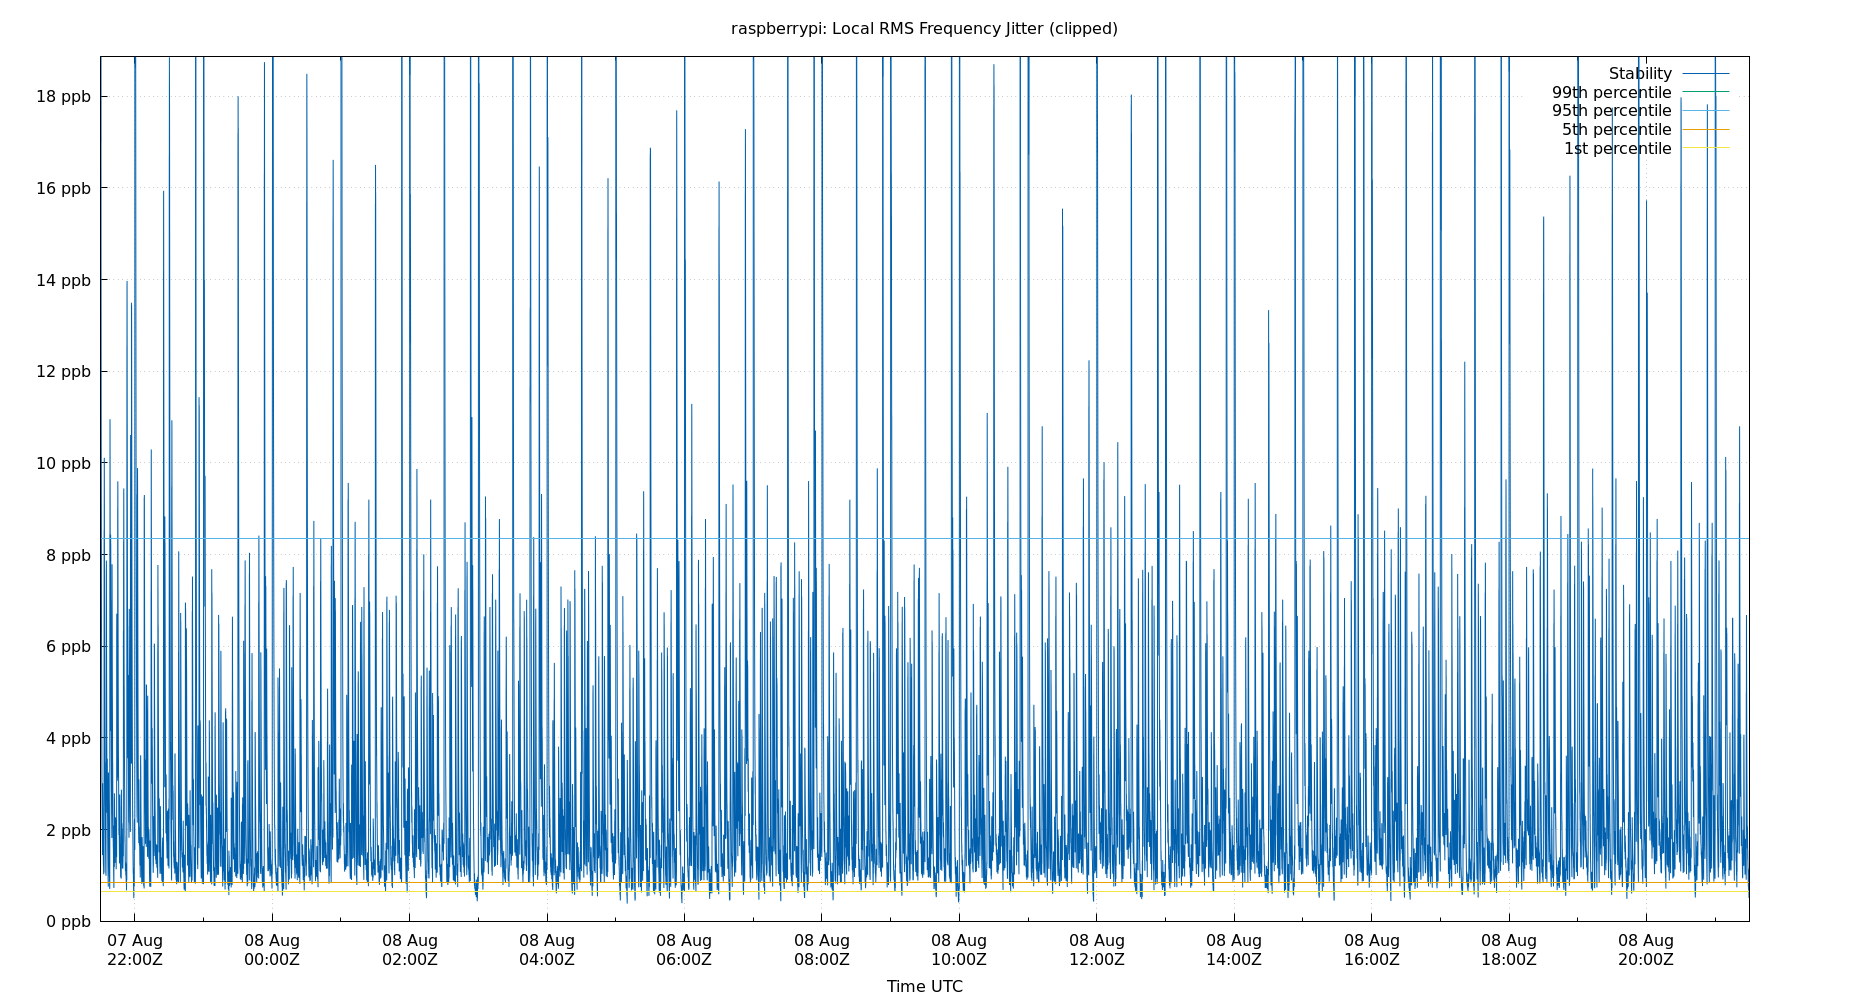 raspberrypi: Local RMS Frequency Jitter (clipped)
Stability
99th percentile
95th percentile
5th percentile
1st percentile
18 ppb
16 ppb
14 ppb
12 ppb
10 ppb
8 ppb
6 ppb
4 ppb
2 ppb
0 ppb
07 Aug 08 Aug 08 Aug 08 Aug 08 Aug 08 Aug 08 Aug 08 Aug 08 Aug 08 Aug 08 Aug 08 Aug
22:00Z 00:00Z 02:00Z 04:00Z 06:00Z 08:00Z 10:00Z 12:00Z 14:00Z 16:00Z 18:00Z 20:00Z
Time UTC